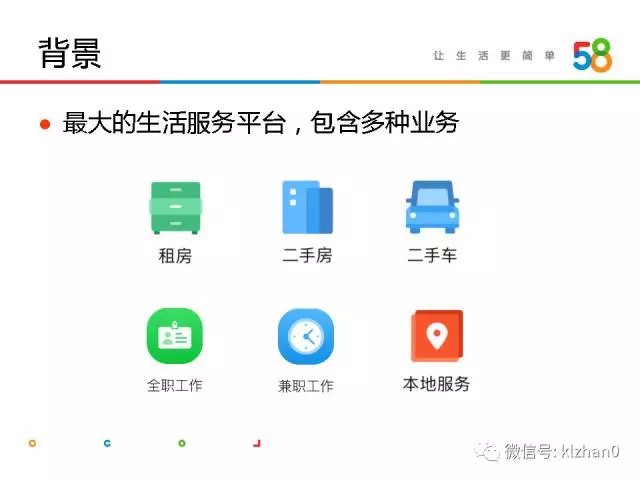 背景
让生活更简单 58
最大的生活服务平台，包含多种业务
租房 二手房 二手车
全职工作 兼职工作 本地服务
微信号: klzhan0